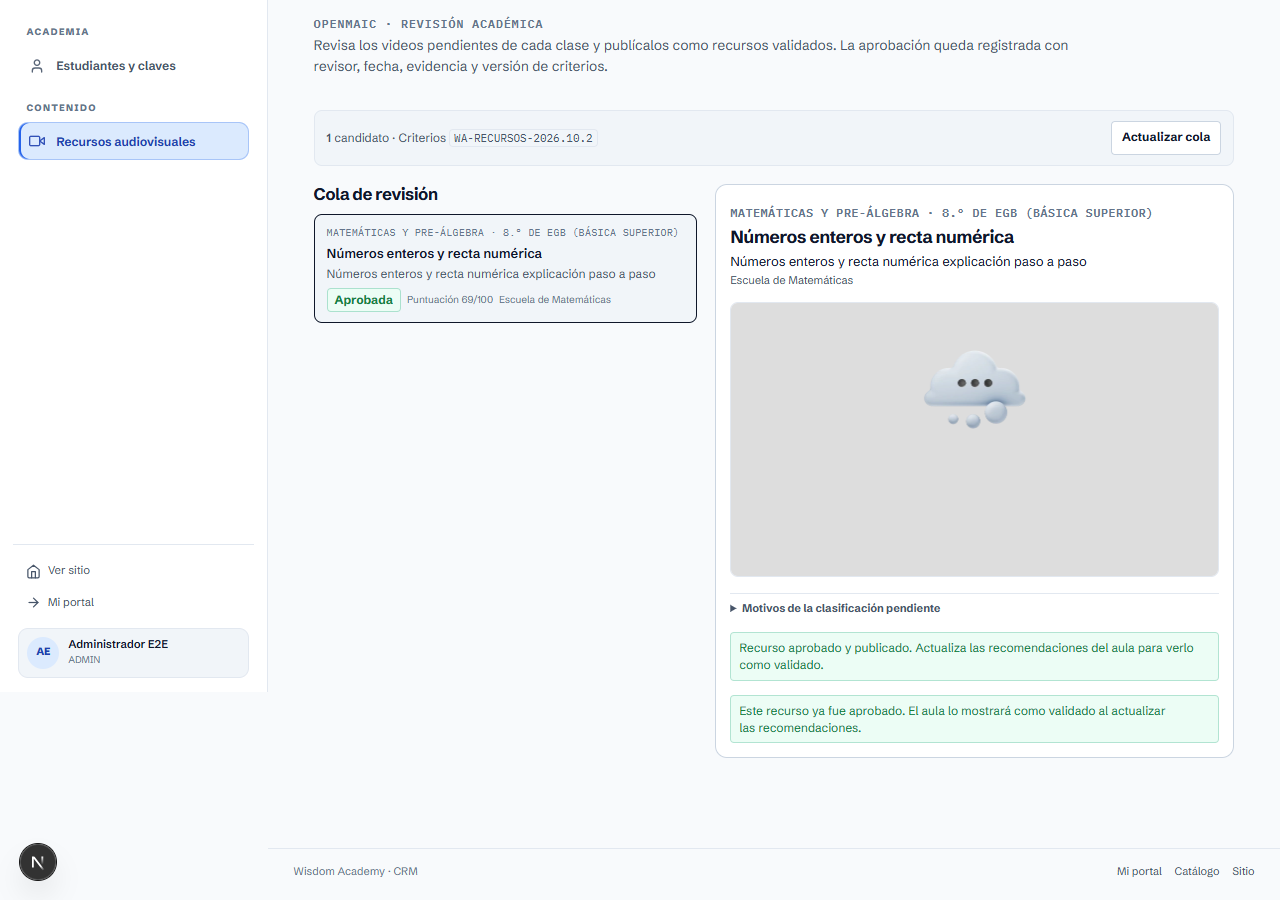 ACADEMIA
Estudiantes y claves
CONTENIDO
Recursos audiovisuales
Ver sitio
Mi portal
AE
Administrador E2E
ADMIN
N
OPENMAIC · REVISIÓN ACADÉMICA
Revisa los videos pendientes de cada clase y publícalos como recursos validados. La aprobación queda registrada con
revisor, fecha, evidencia y versión de criterios.
1 candidato · Criterios WA-RECURSOS-2026.10.2
Actualizar cola
Cola de revisión
MATEMÁTICAS Y PRE-ÁLGEBRA · 8.º DE EGB (BÁSICA SUPERIOR)
Números enteros y recta numérica
Números enteros y recta numérica explicación paso a paso
Aprobada Puntuación 69/100 Escuela de Matemáticas
MATEMÁTICAS Y PRE-ÁLGEBRA · 8.º DE EGB (BÁSICA SUPERIOR)
Números enteros y recta numérica
Números enteros y recta numérica explicación paso a paso
Escuela de Matemáticas
Motivos de la clasificación pendiente
Recurso aprobado y publicado. Actualiza las recomendaciones del aula para verlo
como validado.
Este recurso ya fue aprobado. El aula lo mostrará como validado al actualizar
las recomendaciones.
Wisdom Academy · CRM
Mi portal Catálogo Sitio